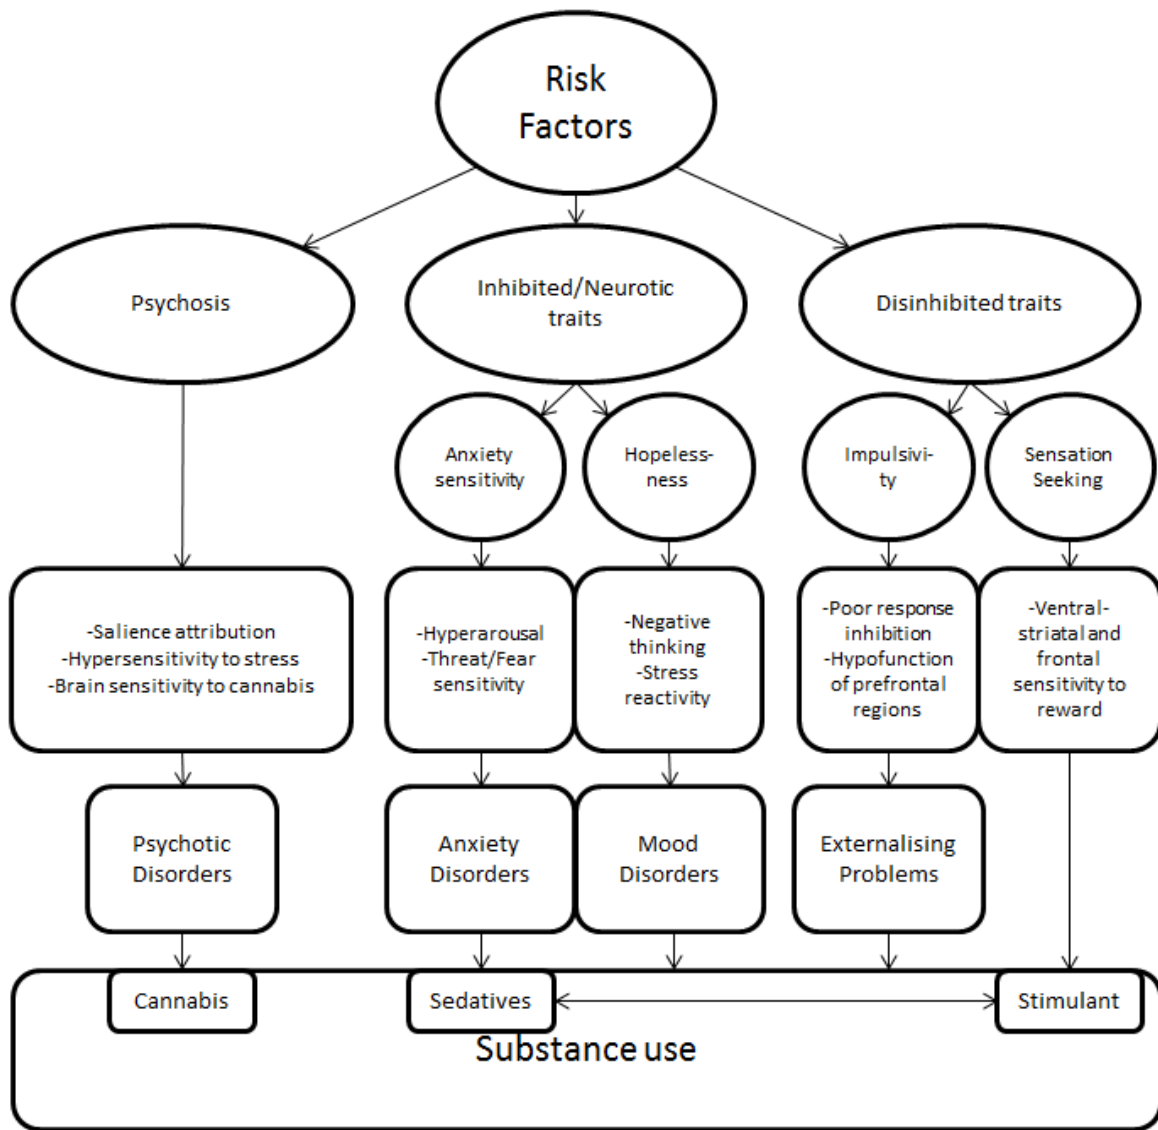 Risk
Factors
Psychosis
Inhibited/Neurotic
traits
Disinhibited traits
Anxiety
sensitivity
Hopeless-
ness
Impulsivi-
ty
Sensation
Seeking
-Salience attribution
-Hypersensitivity to stress
-Brain sensitivity to cannabis
-Hyperarousal
-Threat/Fear
sensitivity
-Negative
thinking
-Stress
reactivity
-Poor response
inhibition
-Hypofunction
of prefrontal
regions
-Ventral-
striatal and
frontal
sensitivity to
reward
Psychotic
Disorders
Anxiety
Disorders
Mood
Disorders
Externalising
Problems
Cannabis
Sedatives
Stimulant
Substance use